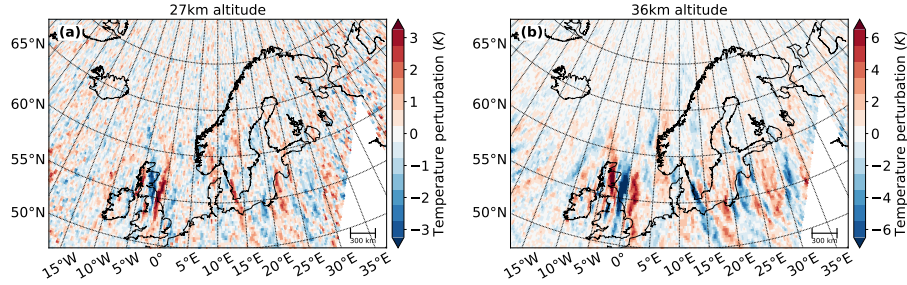 27km altitude
(a)
65°N
60°N
55°N
50°N
15°W
10°W
5°W
0°
5°E
10°E
15°E
20°E
25°E
30°E
35°E
300 km
3
2
1
0
−1
−2
−3
Temperature perturbation (K)
36km altitude
(b)
65°N
60°N
55°N
50°N
15°W
10°W
5°W
0°
5°E
10°E
15°E
20°E
25°E
30°E
35°E
300 km
6
4
2
0
−2
−4
−6
Temperature perturbation (K)